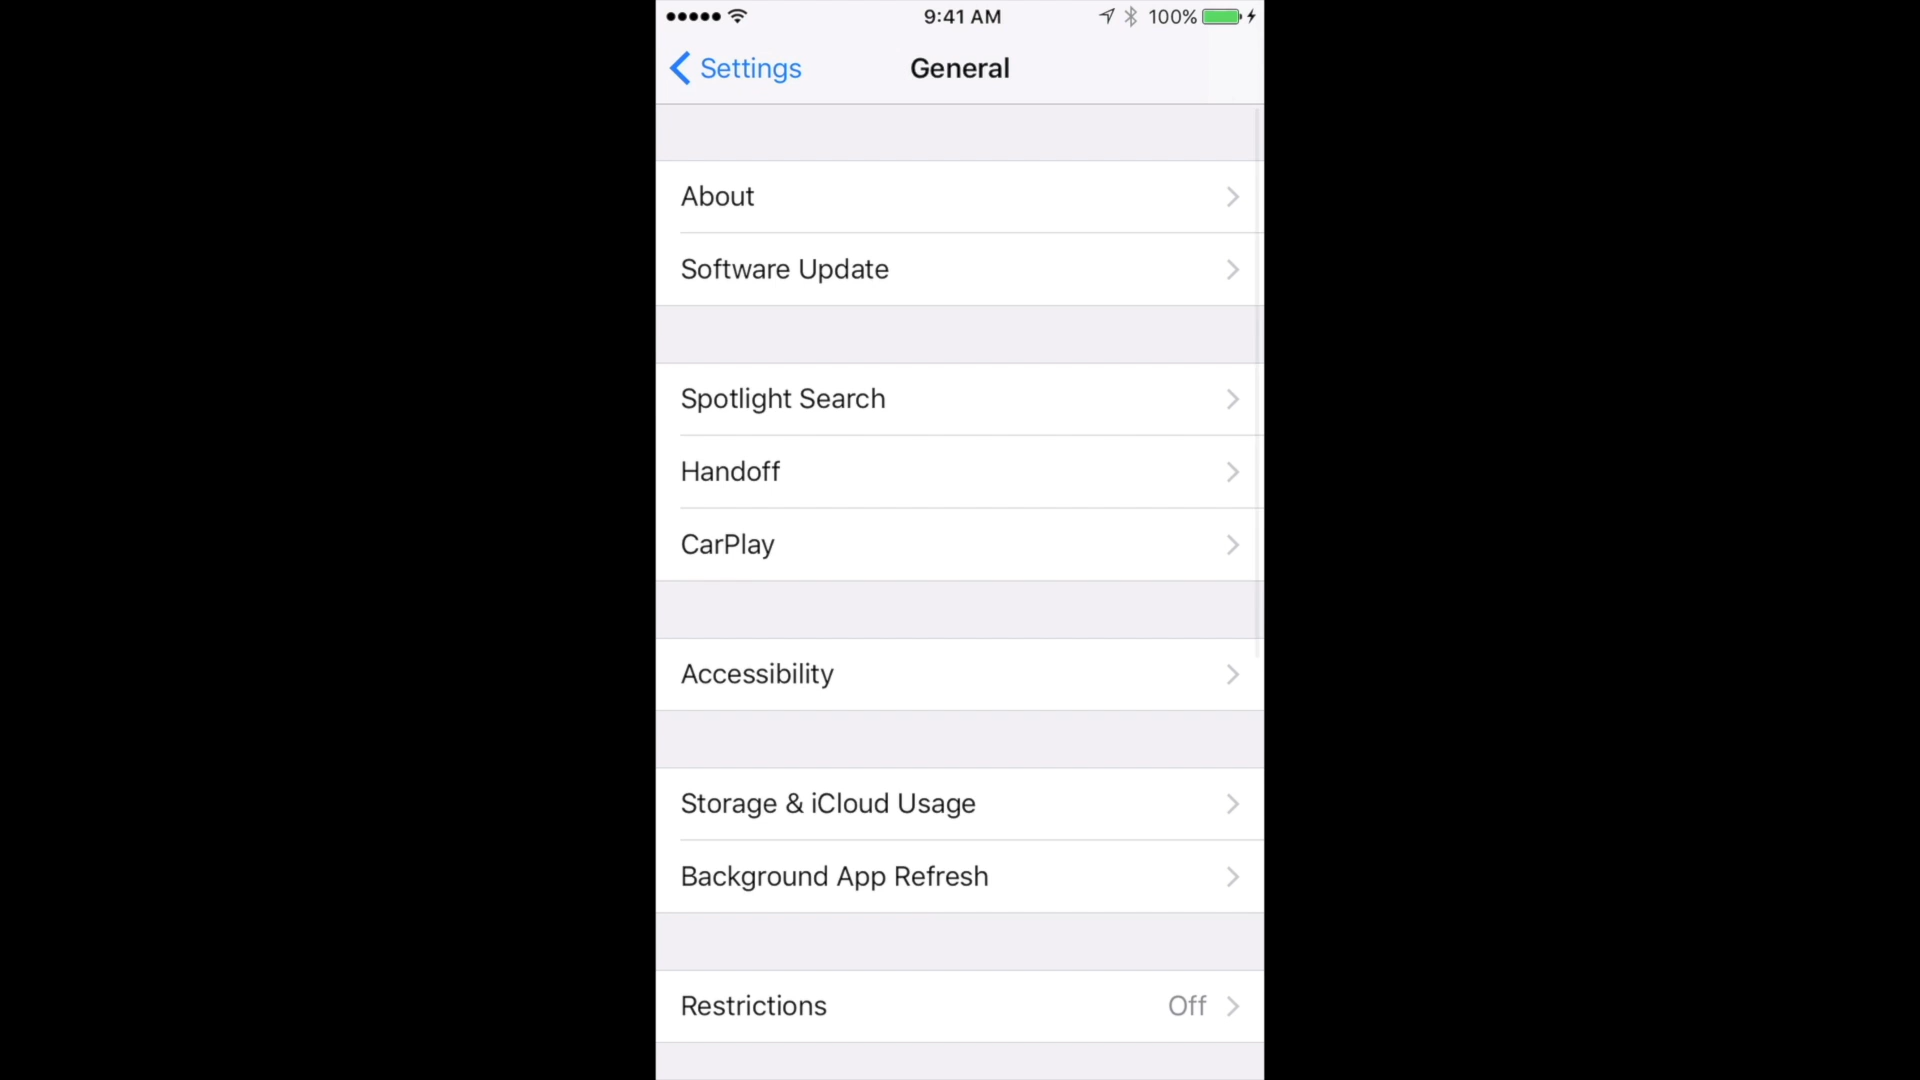 9:41 AM 100%
Settings General
About
Software Update
Spotlight Search
Handoff
CarPlay
Accessibility
Storage & iCloud Usage
Background App Refresh
Restrictions Off